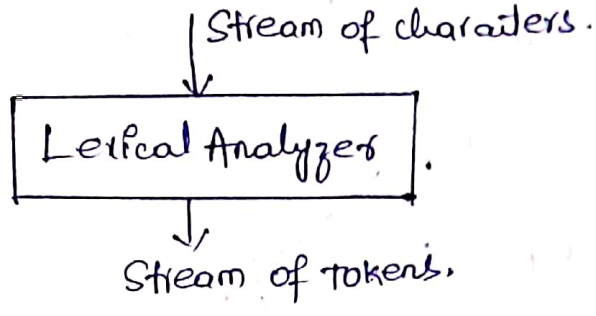 Stream of characters.
Lexical Analyzer.
Stream of Tokens.